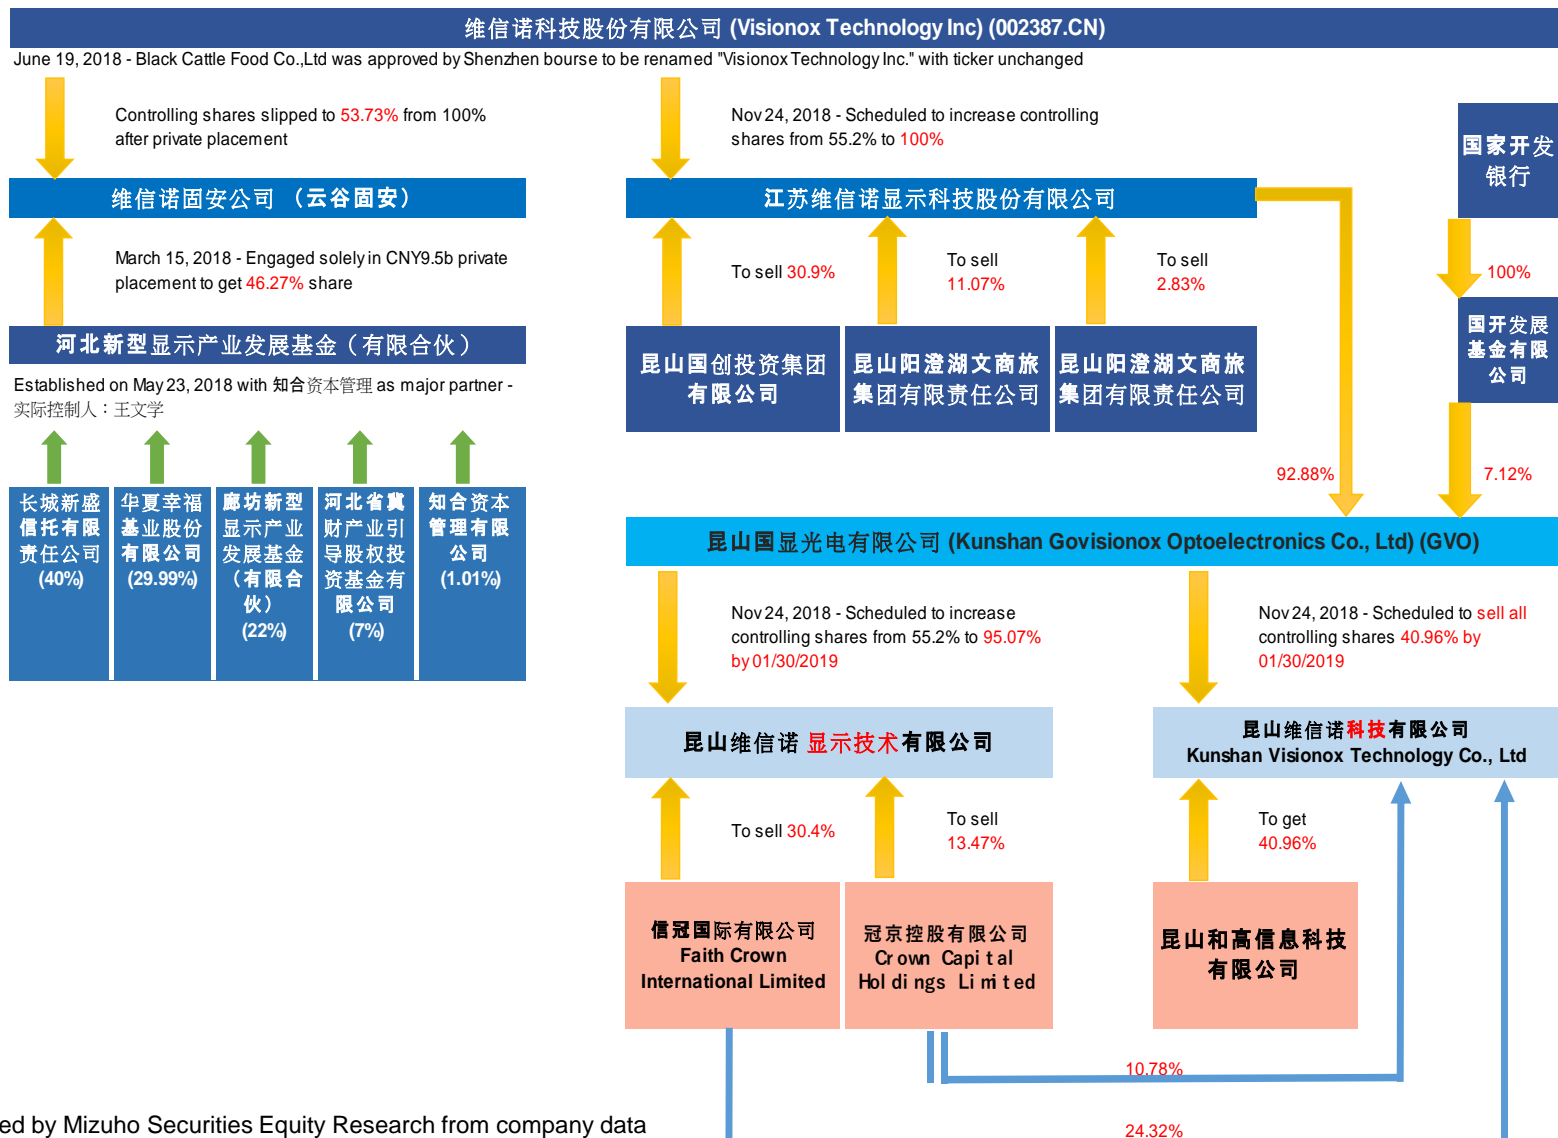 维信诺科技股份有限公司 (Visionox Technology Inc) (002387.CN)
June 19, 2018 - Black Cattle Food Co.,Ltd was approved by Shenzhen bourse to be renamed "Visionox Technology Inc." with ticker unchanged
Controlling shares slipped to 53.73% from 100%
after private placement
Nov 24, 2018 - Scheduled to increase controlling
shares from 55.2% to 100%
国家开发
银行
维信诺固安公司 （云谷固安）
江苏维信诺显示科技股份有限公司
March 15, 2018 - Engaged solely in CNY9.5b private
placement to get 46.27% share
To sell 30.9%
To sell
11.07%
To sell
2.83%
100%
河北新型显示产业发展基金（有限合伙）
国开发展
基金有限
公司
昆山国创投资集团
有限公司
昆山阳澄湖文商旅
集团有限责任公司
昆山阳澄湖文商旅
集团有限责任公司
Established on May 23, 2018 with 知合资本管理 as major partner -
实际控制人：王文学
92.88%
7.12%
长城新盛
信托有限
责任公司
(40%)
华夏幸福
基业股份
有限公司
(29.99%)
廊坊新型
显示产业
发展基金
（有限合
伙）
(22%)
河北省冀
财产业引
导股权投
资基金有
限公司
(7%)
知合资本
管理有限
公司
(1.01%)
昆山国显光电有限公司 (Kunshan Govisionox Optoelectronics Co., Ltd) (GVO)
Nov 24, 2018 - Scheduled to increase
controlling shares from 55.2% to 95.07%
by 01/30/2019
Nov 24, 2018 - Scheduled to sell all
controlling shares 40.96% by
01/30/2019
昆山维信诺 显示技术有限公司
昆山维信诺科技有限公司
Kunshan Visionox Technology Co., Ltd
To sell 30.4%
To sell
13.47%
To get
40.96%
信冠国际有限公司
Faith Crown
International Limited
冠京控股有限公司
Crown Capital
Holdings Limited
昆山和高信息科技
有限公司
10.78%
24.32%
ed by Mizuho Securities Equity Research from company data